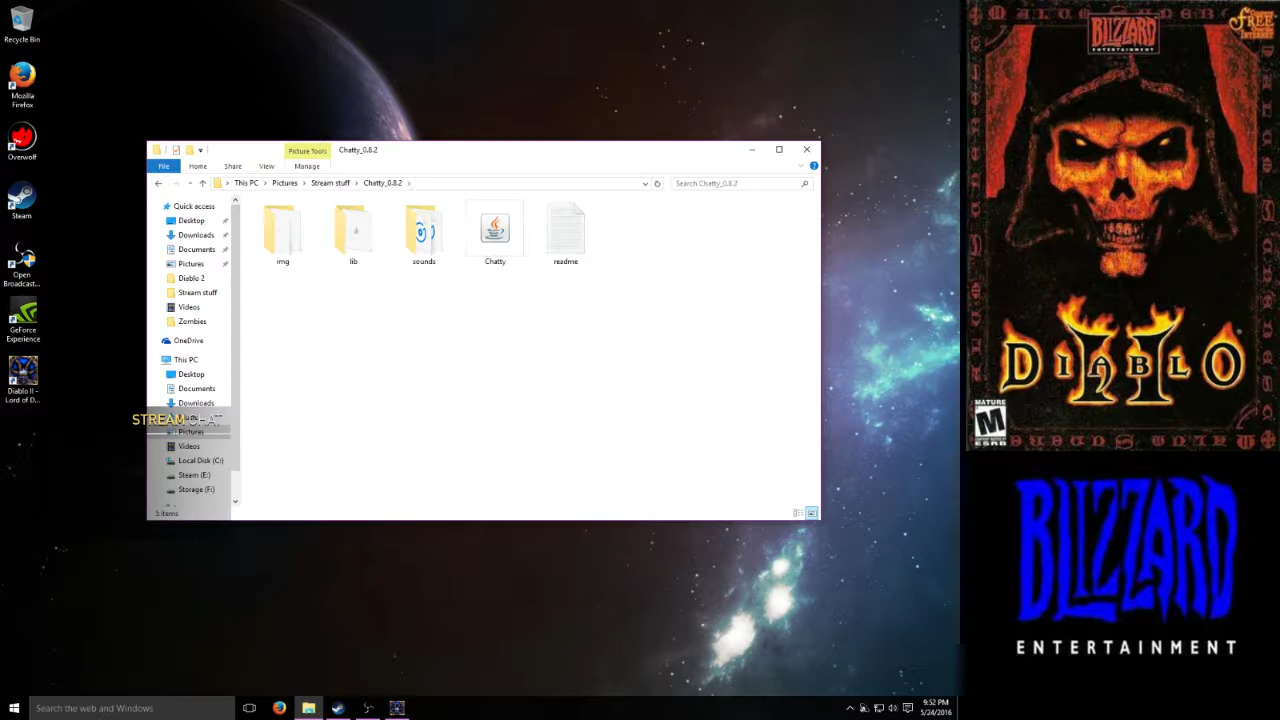 Recycle Bin
Mozilla
Firefox
Overwolf
Steam
Open
Broadcast...
GeForce
Experience
Diablo II -
Lord of D...
Picture Tools
Chatty_0.8.2
File
Home
Share
View
Manage
This PC
Pictures
Stream stuff
Chatty_0.8.2
Search Chatty_0.8.2
Quick access
Desktop
Downloads
Documents
Pictures
Diablo 2
Stream stuff
Videos
Zombies
OneDrive
This PC
Desktop
Documents
Downloads
STREAM CHAT
Pictures
Videos
Local Disk (C:)
Steam (E:)
Storage (F:)
5 items
img
lib
sounds
Chatty
readme
Search the web and Windows
9:52 PM
5/24/2016
BLIZZARD
ENTERTAINMENT
FREE
DIABLO
II
MATURE
M
ESRB
BLIZZARD
ENTERTAINMENT